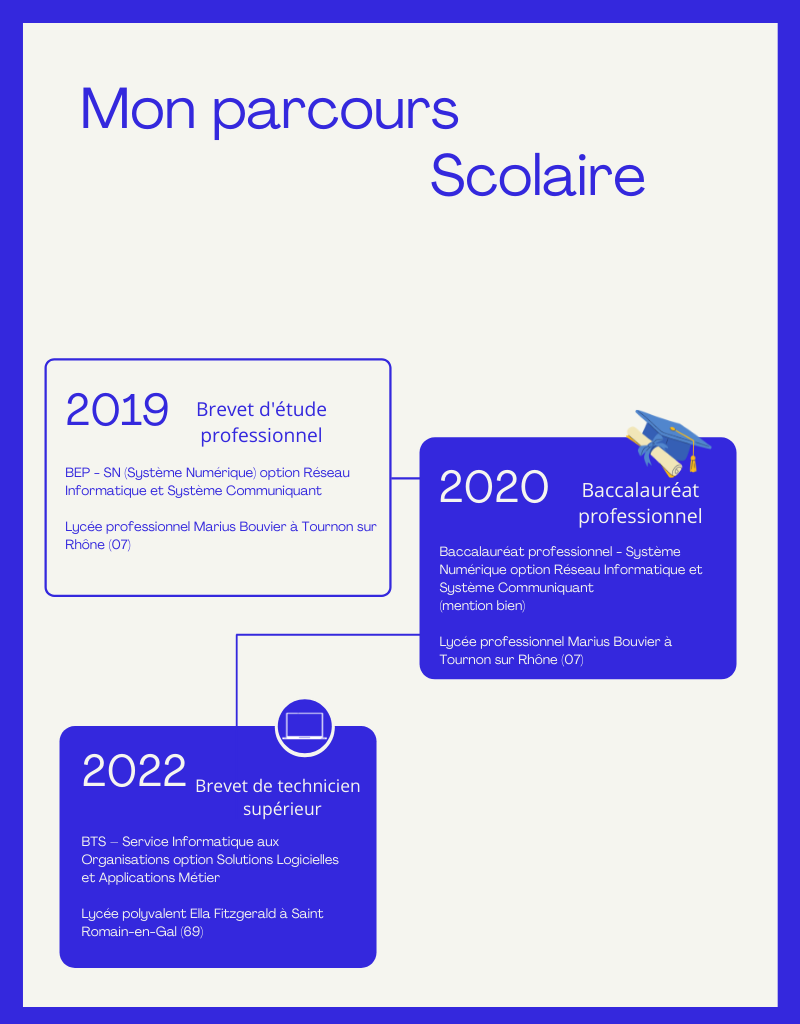 Mon parcours
Scolaire
2019
Brevet d'étude
professionnel
BEP - SN (Système Numérique) option Réseau
Informatique et Système Communiquant
Lycée professionnel Marius Bouvier à Tournon sur
Rhône (07)
2020
Baccalauréat
professionnel
Baccalauréat professionnel - Système
Numérique option Réseau Informatique et
Système Communiquant
(mention bien)
Lycée professionnel Marius Bouvier à
Tournon sur Rhône (07)
2022
Brevet de technicien
supérieur
BTS – Service Informatique aux
Organisations option Solutions Logicielles
et Applications Métier
Lycée polyvalent Ella Fitzgerald à Saint
Romain-en-Gal (69)